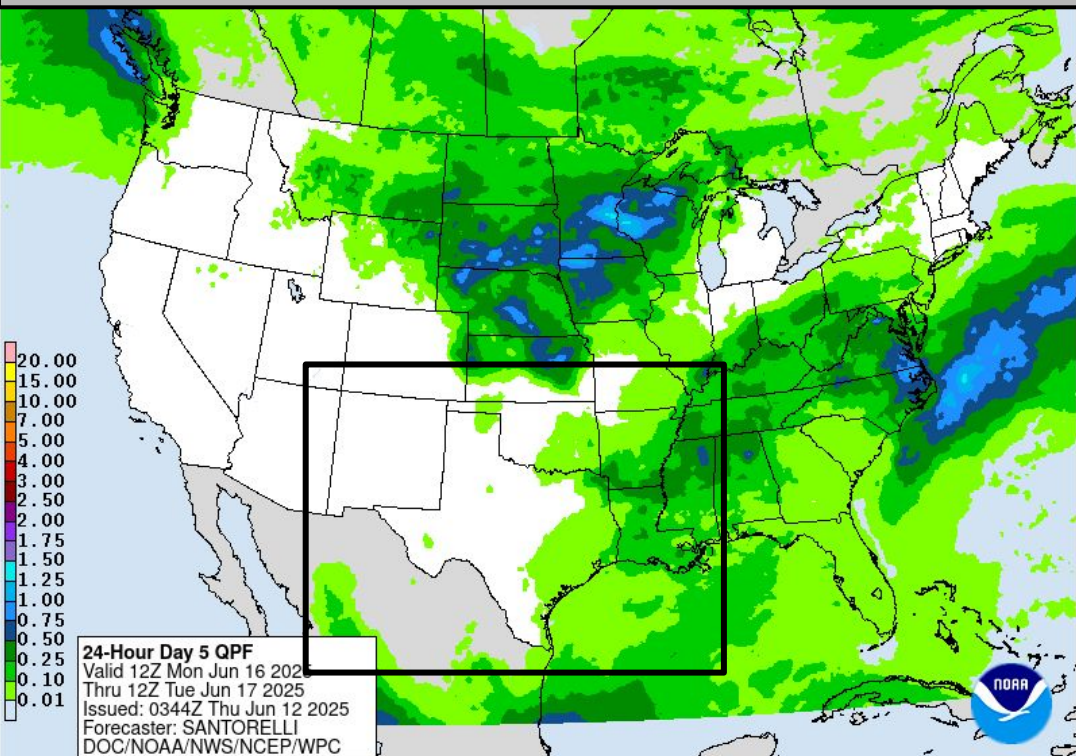 20.00
15.00
10.00
7.00
5.00
4.00
3.00
2.50
2.00
1.75
1.50
1.25
1.00
0.75
0.50
0.25
0.10
0.01
24-Hour Day 5 QPF
Valid 12Z Mon Jun 16 2025
Thru 12Z Tue Jun 17 2025
Issued: 0344Z Thu Jun 12 2025
Forecaster: SANTORELLI
DOC/NOAA/NWS/NCEP/WPC
NOAA